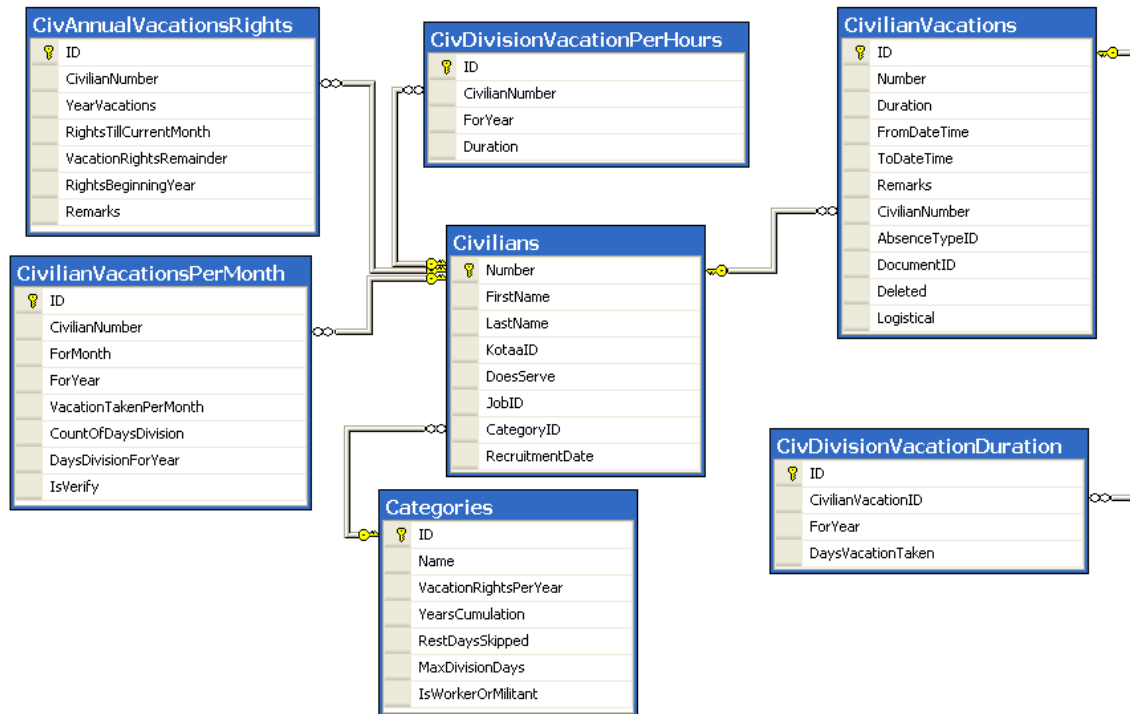 CivAnnualVacationsRights
ID
CivilianNumber
YearVacations
RightsTillCurrentMonth
VacationRightsRemainder
RightsBeginningYear
Remarks
CivDivisionVacationPerHours
ID
CivilianNumber
ForYear
Duration
CivilianVacations
ID
Number
Duration
FromDateTime
ToDateTime
Remarks
CivilianNumber
AbsenceTypeID
DocumentID
Deleted
Logistical
CivilianVacationsPerMonth
ID
CivilianNumber
ForMonth
ForYear
VacationTakenPerMonth
CountOfDaysDivision
DaysDivisionForYear
IsVerify
Civilians
Number
FirstName
LastName
KotaaID
DoesServe
JobID
CategoryID
RecruitmentDate
CivDivisionVacationDuration
ID
CivilianVacationID
ForYear
DaysVacationTaken
Categories
ID
Name
VacationRightsPerYear
YearsCumulation
RestDaysSkipped
MaxDivisionDays
IsWorkerOrMilitant